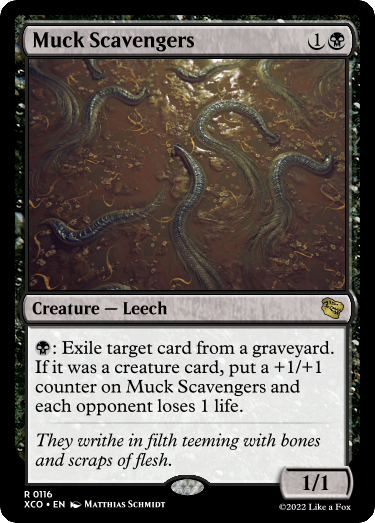 Muck Scavengers 1
Creature — Leech
: Exile target card from a graveyard.
If it was a creature card, put a +1/+1
counter on Muck Scavengers and
each opponent loses 1 life.
They writhe in filth teeming with bones
and scraps of flesh.
1/1
R 0116
XCO • EN Matthias Schmidt
©2022 Like a Fox